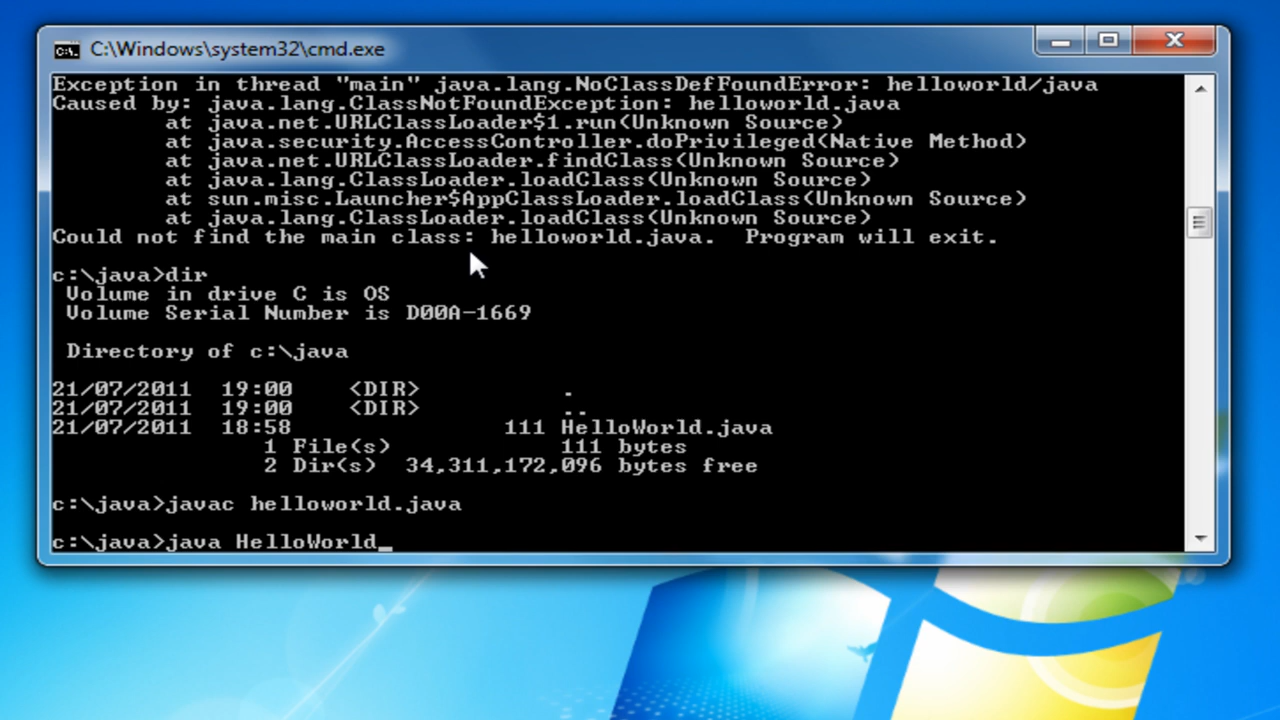 C:\Windows\system32\cmd.exe
Exception in thread "main" java.lang.NoClassDefFoundError: helloworld/java
Caused by: java.lang.ClassNotFoundException: helloworld.java
at java.net.URLClassLoader$1.run(Unknown Source)
at java.security.AccessController.doPrivileged(Native Method)
at java.net.URLClassLoader.findClass(Unknown Source)
at java.lang.ClassLoader.loadClass(Unknown Source)
at sun.misc.Launcher$AppClassLoader.loadClass(Unknown Source)
at java.lang.ClassLoader.loadClass(Unknown Source)
Could not find the main class: helloworld.java.  Program will exit.
c:\java>dir
Volume in drive C is OS
Volume Serial Number is D00A-1669
Directory of c:\java
21/07/2011  19:00    <DIR>          .
21/07/2011  19:00    <DIR>          ..
21/07/2011  18:58               111 HelloWorld.java
1 File(s)            111 bytes
2 Dir(s)  34,311,172,096 bytes free
c:\java>javac helloworld.java
c:\java>java HelloWorld_